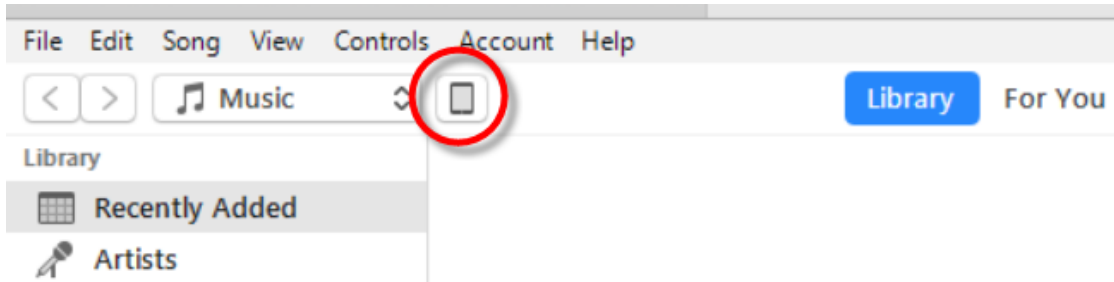 File Edit Song View Controls Account Help
Music Library For You
Library
Recently Added
Artists